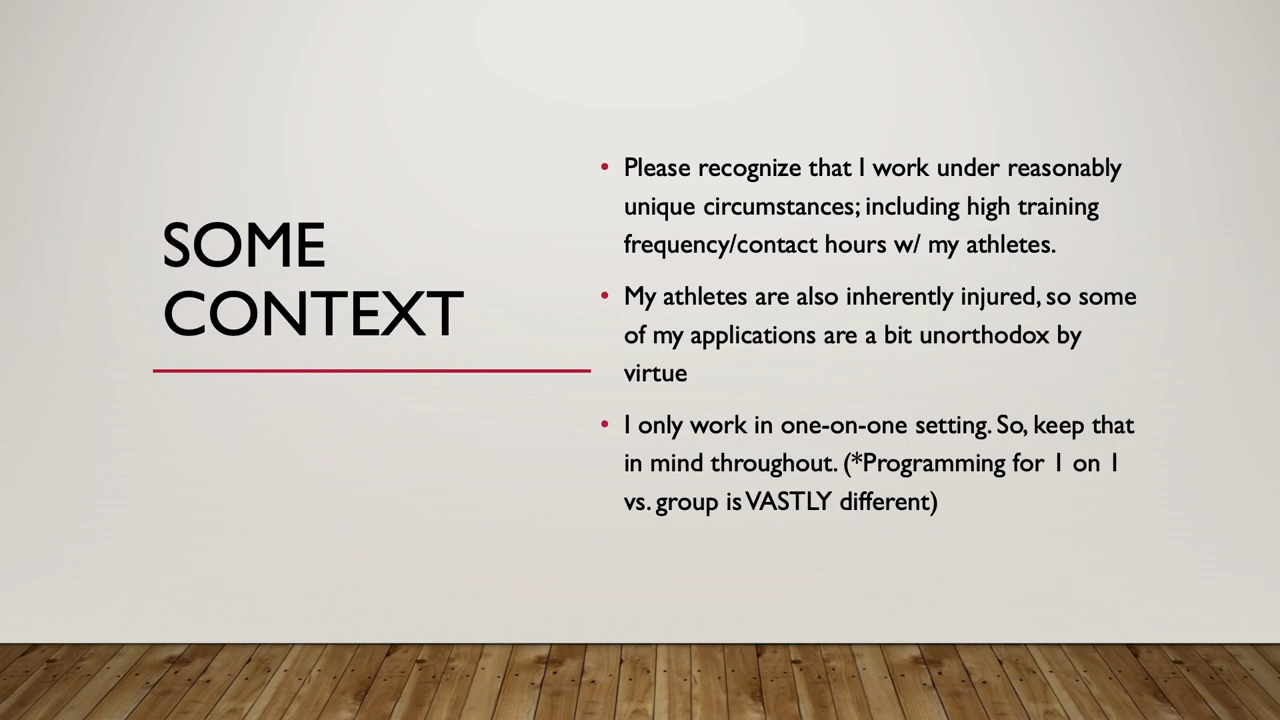 SOME
CONTEXT
• Please recognize that I work under reasonably
unique circumstances; including high training
frequency/contact hours w/ my athletes.
• My athletes are also inherently injured, so some
of my applications are a bit unorthodox by
virtue
• I only work in one-on-one setting. So, keep that
in mind throughout. (*Programming for 1 on 1
vs. group is VASTLY different)